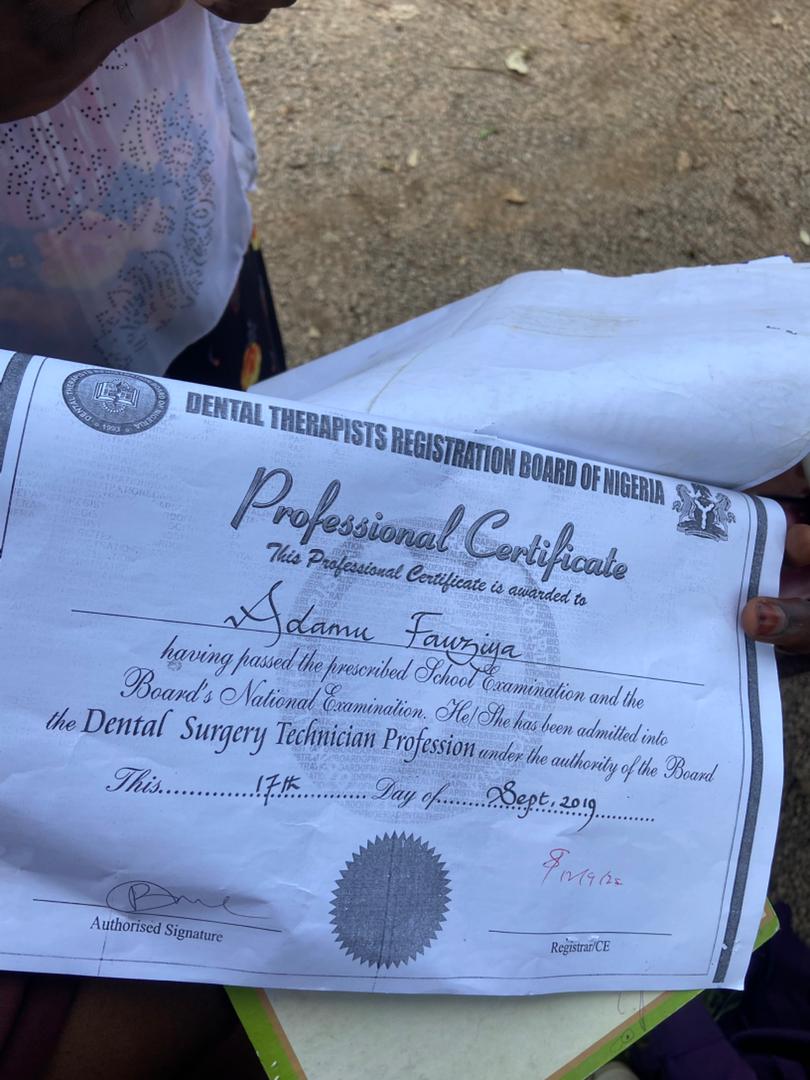 DENTAL THERAPISTS REGISTRATION BOARD OF NIGERIA
1993
Professional Certificate
This Professional Certificate is awarded to
Adamu Fauziya
having passed the prescribed School Examination and the
Board's National Examination. He/She has been admitted into
the Dental Surgery Technician Profession under the authority of the Board
This 17th Day of Sept, 2019
Authorised Signature
Registrar/CE